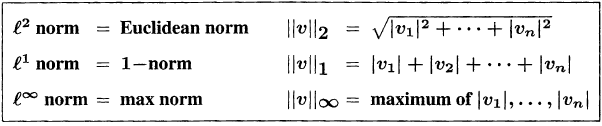 ℓ² norm = Euclidean norm ||v||₂ = √|v₁|² + ··· + |vₙ|²
ℓ¹ norm = 1−norm ||v||₁ = |v₁| + |v₂| + ··· + |vₙ|
ℓ∞ norm = max norm ||v||∞ = maximum of |v₁|, . . . , |vₙ|